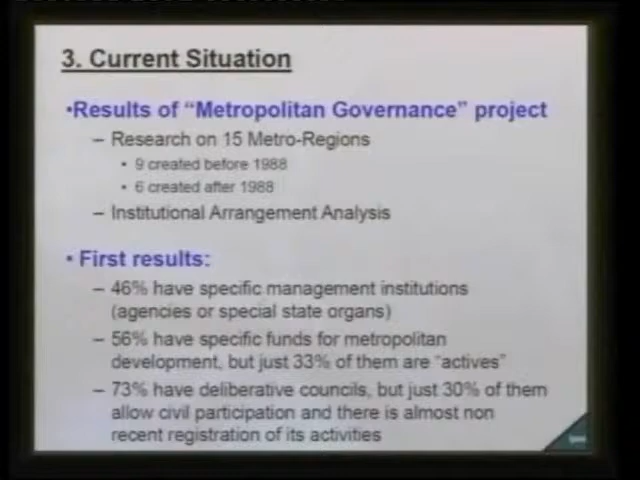 3. Current Situation
•Results of “Metropolitan Governance” project
– Research on 15 Metro-Regions
• 9 created before 1988
• 6 created after 1988
– Institutional Arrangement Analysis
• First results:
– 46% have specific management institutions
(agencies or special state organs)
– 56% have specific funds for metropolitan
development, but just 33% of them are “actives”
– 73% have deliberative councils, but just 30% of them
allow civil participation and there is almost non
recent registration of its activities